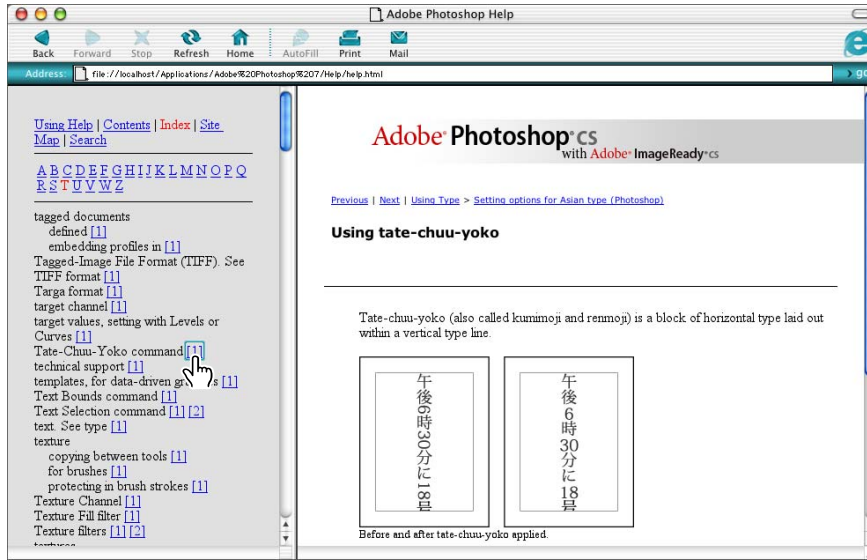 Adobe Photoshop Help
Back Forward Stop Refresh Home AutoFill Print Mail
Address: file://localhost/Applications/Adobe%20Photoshop%207/Help/help.html go
Using Help | Contents | Index | Site
Map | Search
A B C D E F G H I J K L M N O P Q
R S T U V W Z
tagged documents
defined [1]
embedding profiles in [1]
Tagged-Image File Format (TIFF). See
TIFF format [1]
Targa format [1]
target channel [1]
target values, setting with Levels or
Curves [1]
Tate-Chuu-Yoko command [1]
technical support [1]
templates, for data-driven [1]
Text Bounds command [1]
Text Selection command [1] [2]
text. See type [1]
texture
copying between tools [1]
for brushes [1]
protecting in brush strokes [1]
Texture Channel [1]
Texture Fill filter [1]
Texture filters [1] [2]
Adobe Photoshop cs
with Adobe ImageReady cs
Previous | Next | Using Type > Setting options for Asian type (Photoshop)
Using tate-chuu-yoko
Tate-chuu-yoko (also called kumimoji and renmoji) is a block of horizontal type laid out
within a vertical type line.
午後6時30分に18号
午後6時30分に18号
Before and after tate-chuu-yoko applied.